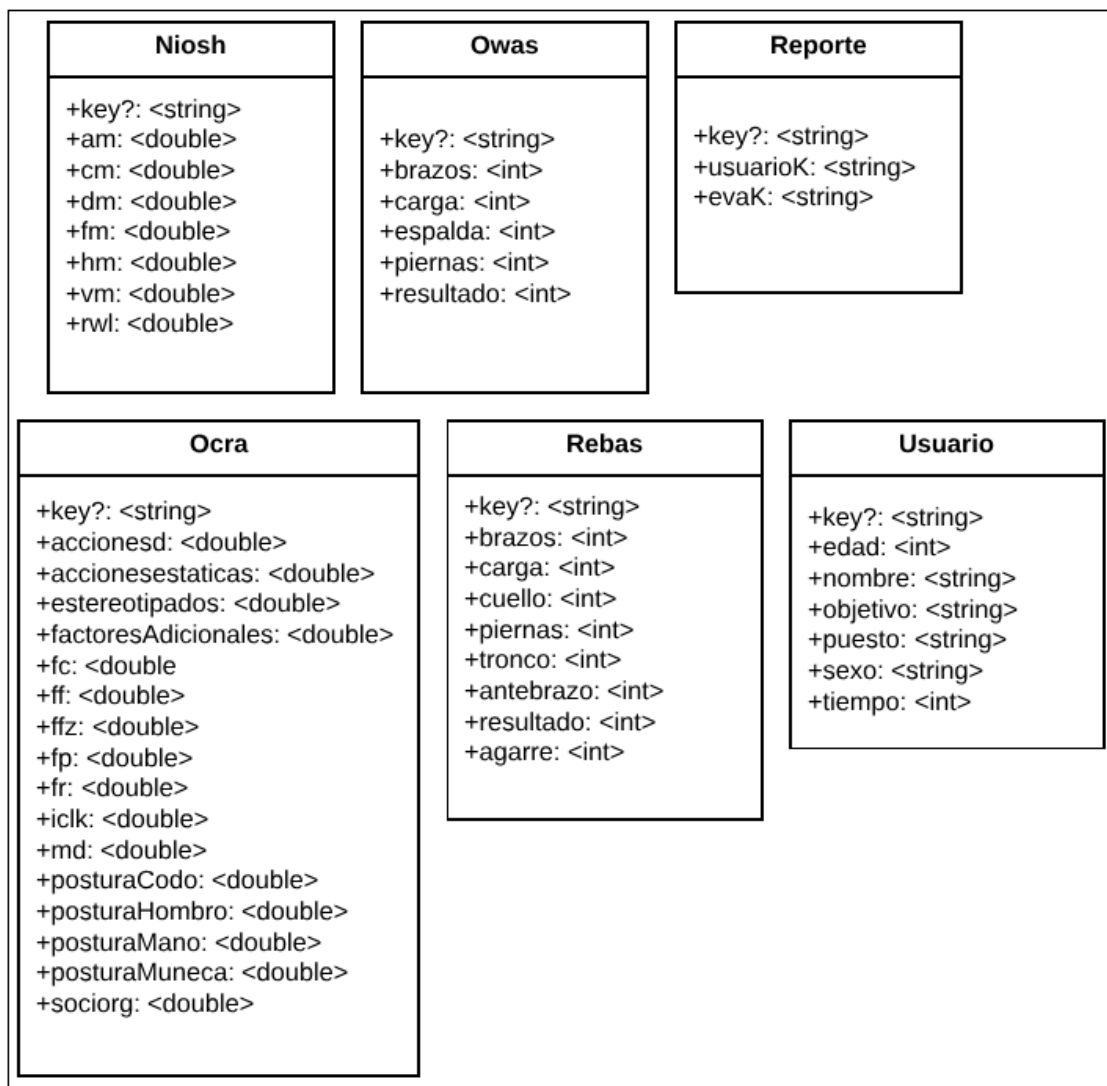 Niosh
+key?: <string>
+am: <double>
+cm: <double>
+dm: <double>
+fm: <double>
+hm: <double>
+vm: <double>
+rwl: <double>
Owas
+key?: <string>
+brazos: <int>
+carga: <int>
+espalda: <int>
+piernas: <int>
+resultado: <int>
Reporte
+key?: <string>
+usuarioK: <string>
+evaK: <string>
Ocra
+key?: <string>
+accionesd: <double>
+accionesestaticas: <double>
+estereotipados: <double>
+factoresAdicionales: <double>
+fc: <double
+ff: <double>
+ffz: <double>
+fp: <double>
+fr: <double>
+iclk: <double>
+md: <double>
+posturaCodo: <double>
+posturaHombro: <double>
+posturaMano: <double>
+posturaMuneca: <double>
+sociorg: <double>
Rebas
+key?: <string>
+brazos: <int>
+carga: <int>
+cuello: <int>
+piernas: <int>
+tronco: <int>
+antebrazo: <int>
+resultado: <int>
+agarre: <int>
Usuario
+key?: <string>
+edad: <int>
+nombre: <string>
+objetivo: <string>
+puesto: <string>
+sexo: <string>
+tiempo: <int>